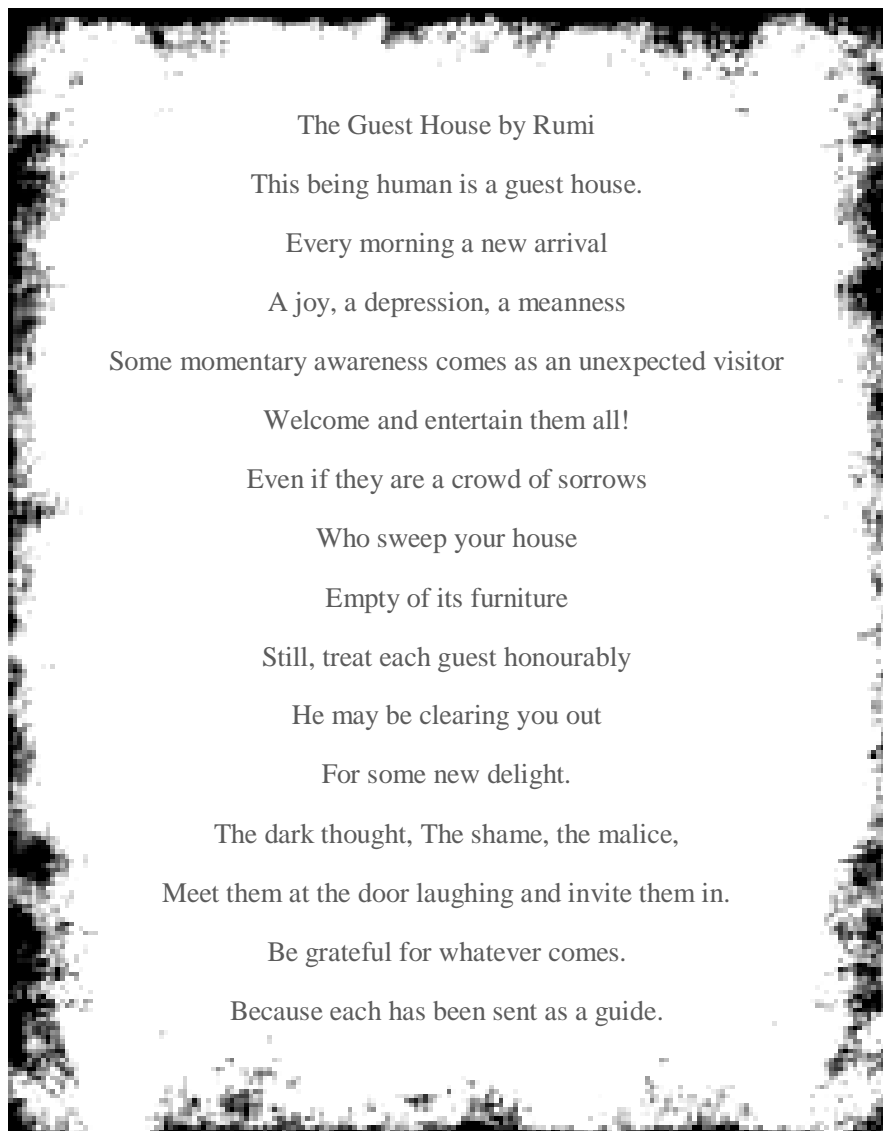 The Guest House by Rumi
This being human is a guest house.
Every morning a new arrival
A joy, a depression, a meanness
Some momentary awareness comes as an unexpected visitor
Welcome and entertain them all!
Even if they are a crowd of sorrows
Who sweep your house
Empty of its furniture
Still, treat each guest honourably
He may be clearing you out
For some new delight.
The dark thought, The shame, the malice,
Meet them at the door laughing and invite them in.
Be grateful for whatever comes.
Because each has been sent as a guide.